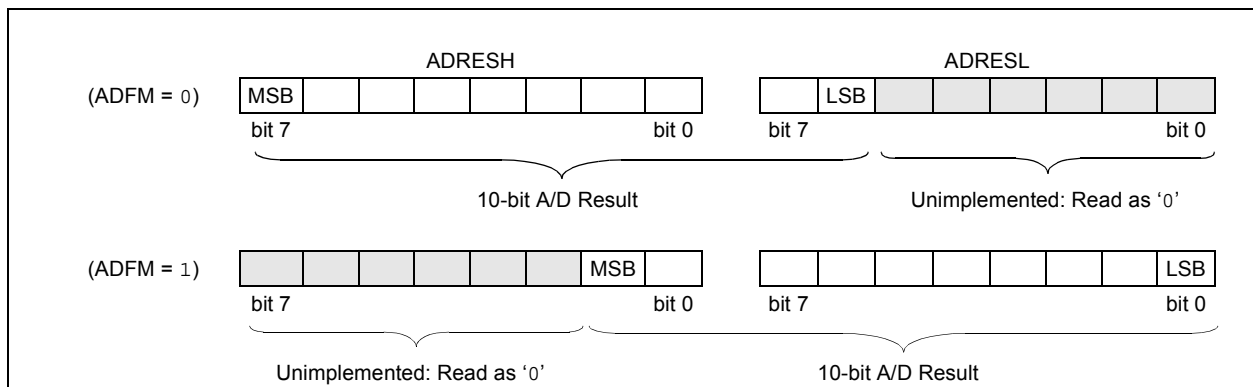 ADRESH ADRESL
(ADFM = 0) MSB LSB
bit 7 bit 0 bit 7 bit 0
10-bit A/D Result Unimplemented: Read as ‘0’
(ADFM = 1) MSB LSB
bit 7 bit 0 bit 7 bit 0
Unimplemented: Read as ‘0’ 10-bit A/D Result